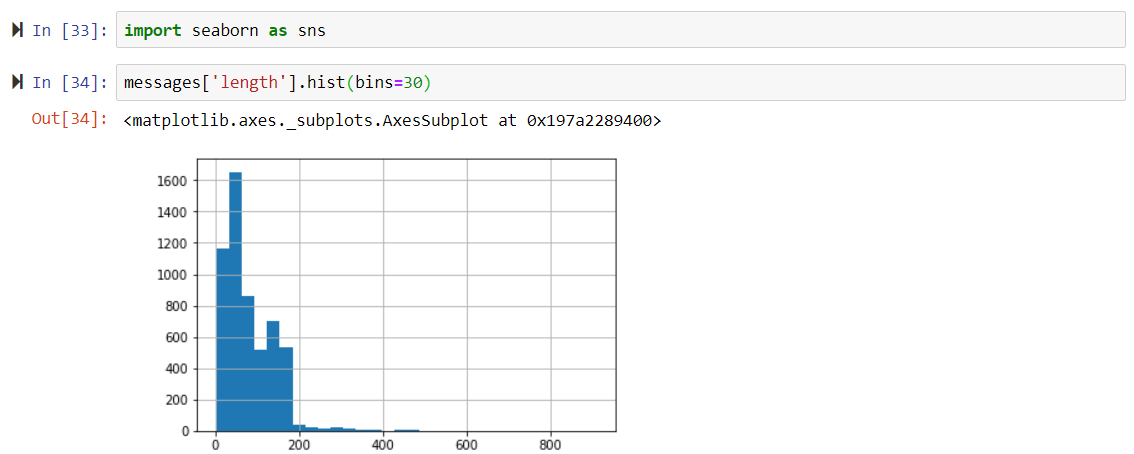 In [33]: import seaborn as sns
In [34]: messages['length'].hist(bins=30)
Out[34]: <matplotlib.axes._subplots.AxesSubplot at 0x197a2289400>
1600
1400
1200
1000
800
600
400
200
0
0 200 400 600 800